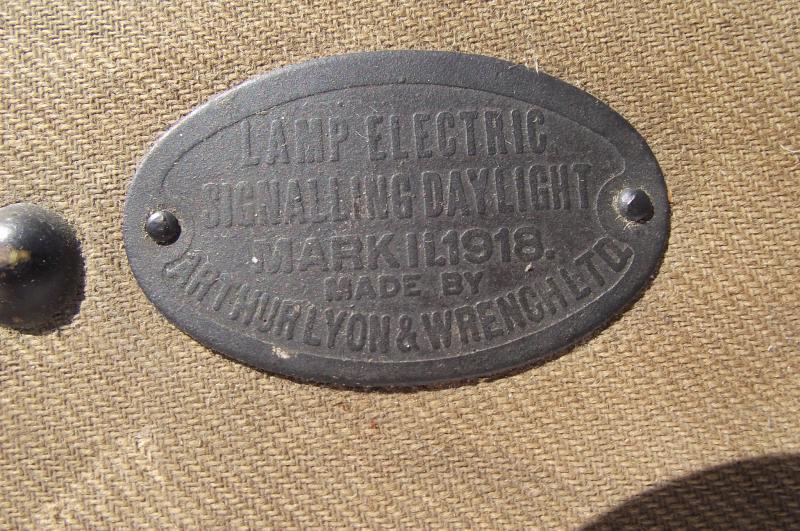 LAMP ELECTRIC
SIGNALLING DAYLIGHT
MARK II.1918.
MADE BY
ARTHUR LYON & WRENCH LTD